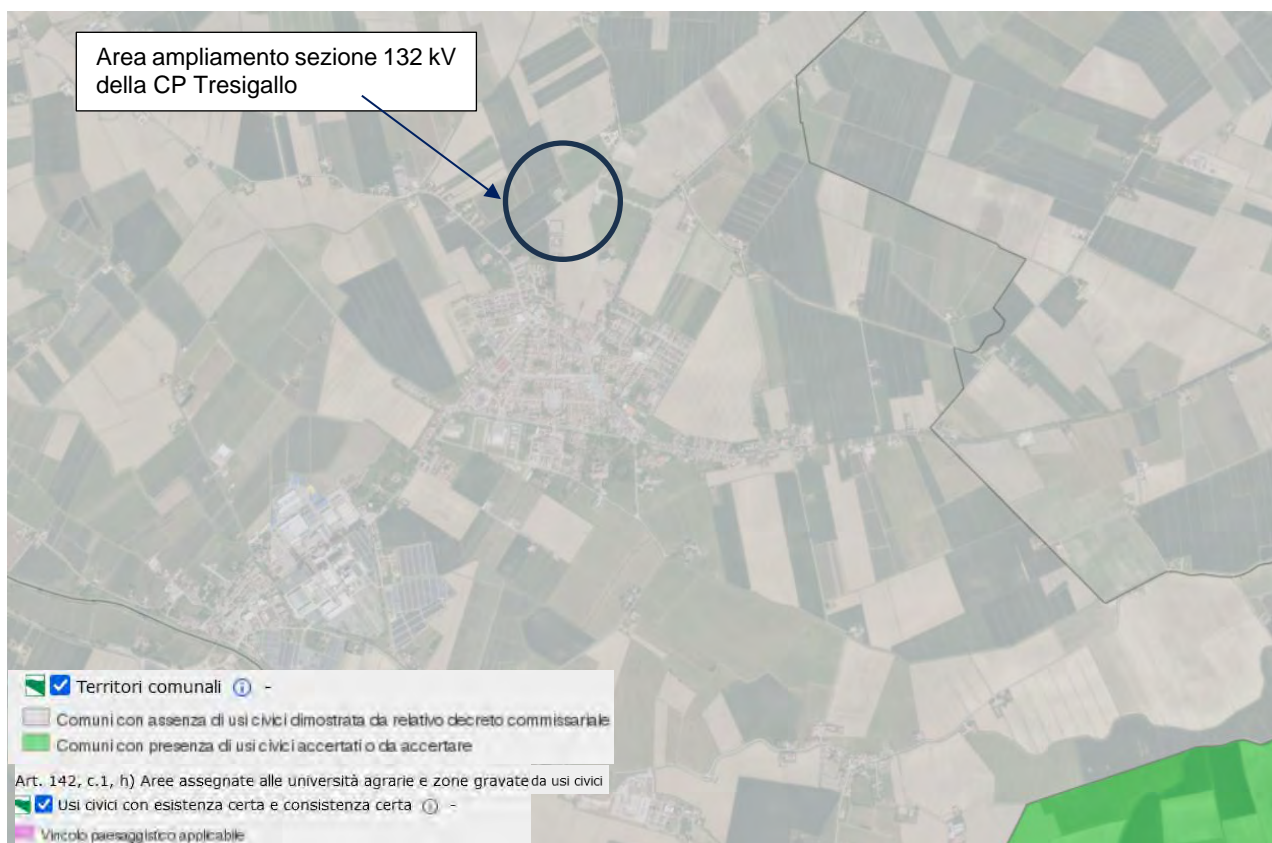 Area ampliamento sezione 132 kV
della CP Tresigallo
Territori comunali ⓘ -
Comuni con assenza di usi civici dimostrata da relativo decreto commissariale
Comuni con presenza di usi civici accertati o da accertare
Art. 142, c.1, h) Aree assegnate alle università agrarie e zone gravate da usi civici
Usi civici con esistenza certa e consistenza certa ⓘ -
Vincolo paesaggistico applicabile